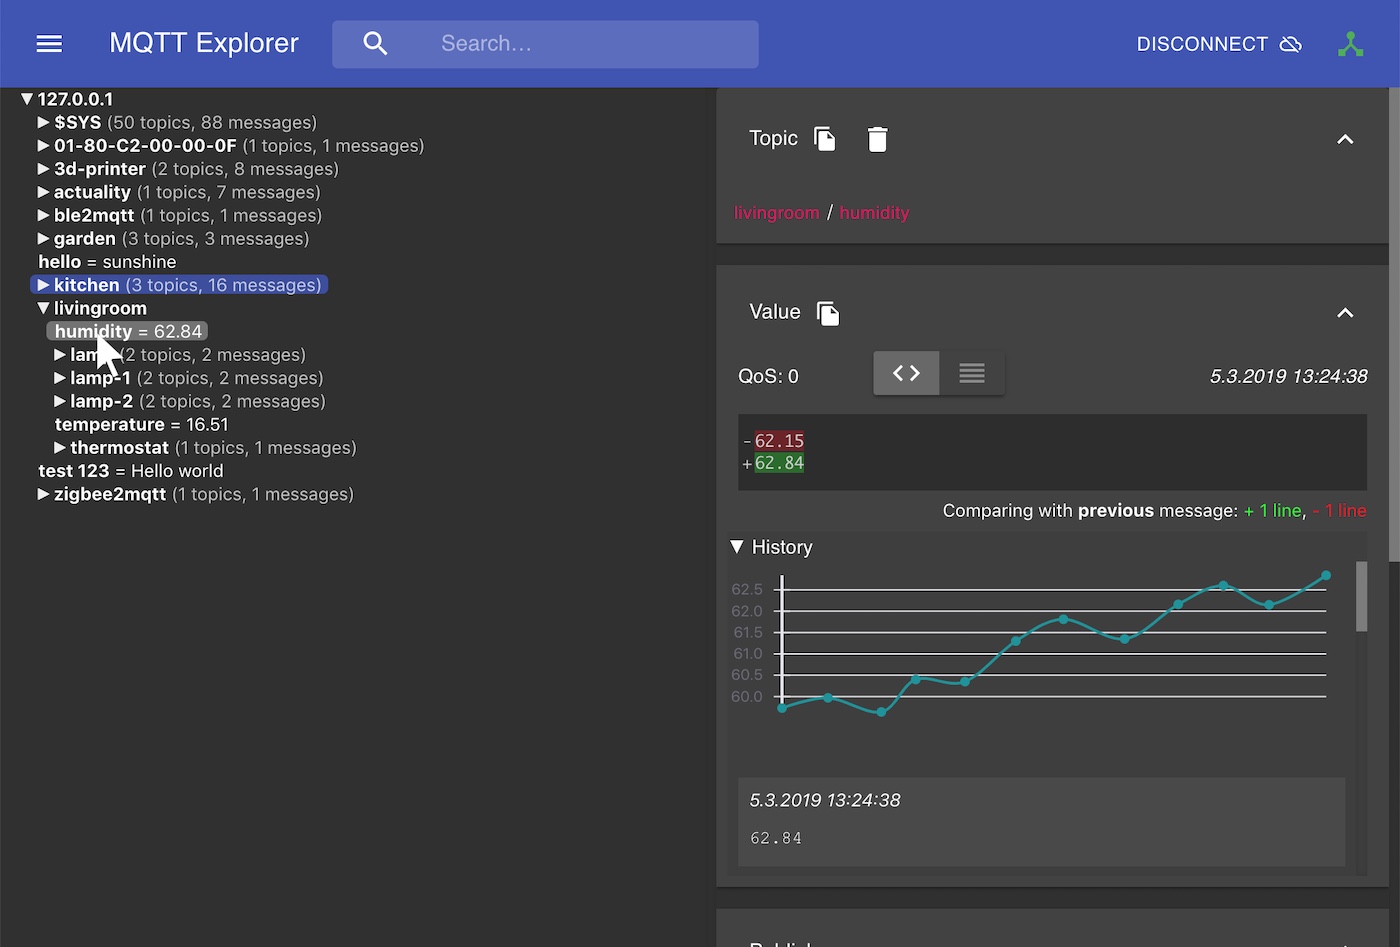 MQTT Explorer
Search…
DISCONNECT
127.0.0.1
$SYS (50 topics, 88 messages)
01-80-C2-00-00-0F (1 topics, 1 messages)
3d-printer (2 topics, 8 messages)
actuality (1 topics, 7 messages)
ble2mqtt (1 topics, 1 messages)
garden (3 topics, 3 messages)
hello = sunshine
kitchen (3 topics, 16 messages)
livingroom
humidity = 62.84
(2 topics, 2 messages)
lamp-1 (2 topics, 2 messages)
lamp-2 (2 topics, 2 messages)
temperature = 16.51
thermostat (1 topics, 1 messages)
test 123 = Hello world
zigbee2mqtt (1 topics, 1 messages)
Topic
livingroom / humidity
Value
QoS: 0
5.3.2019 13:24:38
-62.15
+62.84
Comparing with previous message: + 1 line, - 1 line
History
62.5
62.0
61.5
61.0
60.5
60.0
5.3.2019 13:24:38
62.84